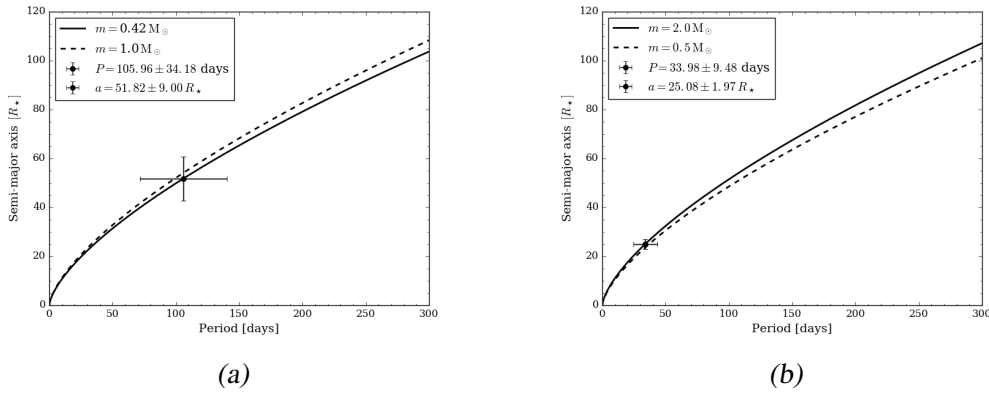 m = 0.42 M⊙
m = 1.0 M⊙
P = 105.96 ± 34.18 days
a = 51.82 ± 9.00 R⋆
Semi-major axis [R⋆]
120
100
80
60
40
20
0
0 50 100 150 200 250 300
Period [days]
(a)
m = 2.0 M⊙
m = 0.5 M⊙
P = 33.98 ± 9.48 days
a = 25.08 ± 1.97 R⋆
Semi-major axis [R⋆]
120
100
80
60
40
20
0
0 50 100 150 200 250 300
Period [days]
(b)